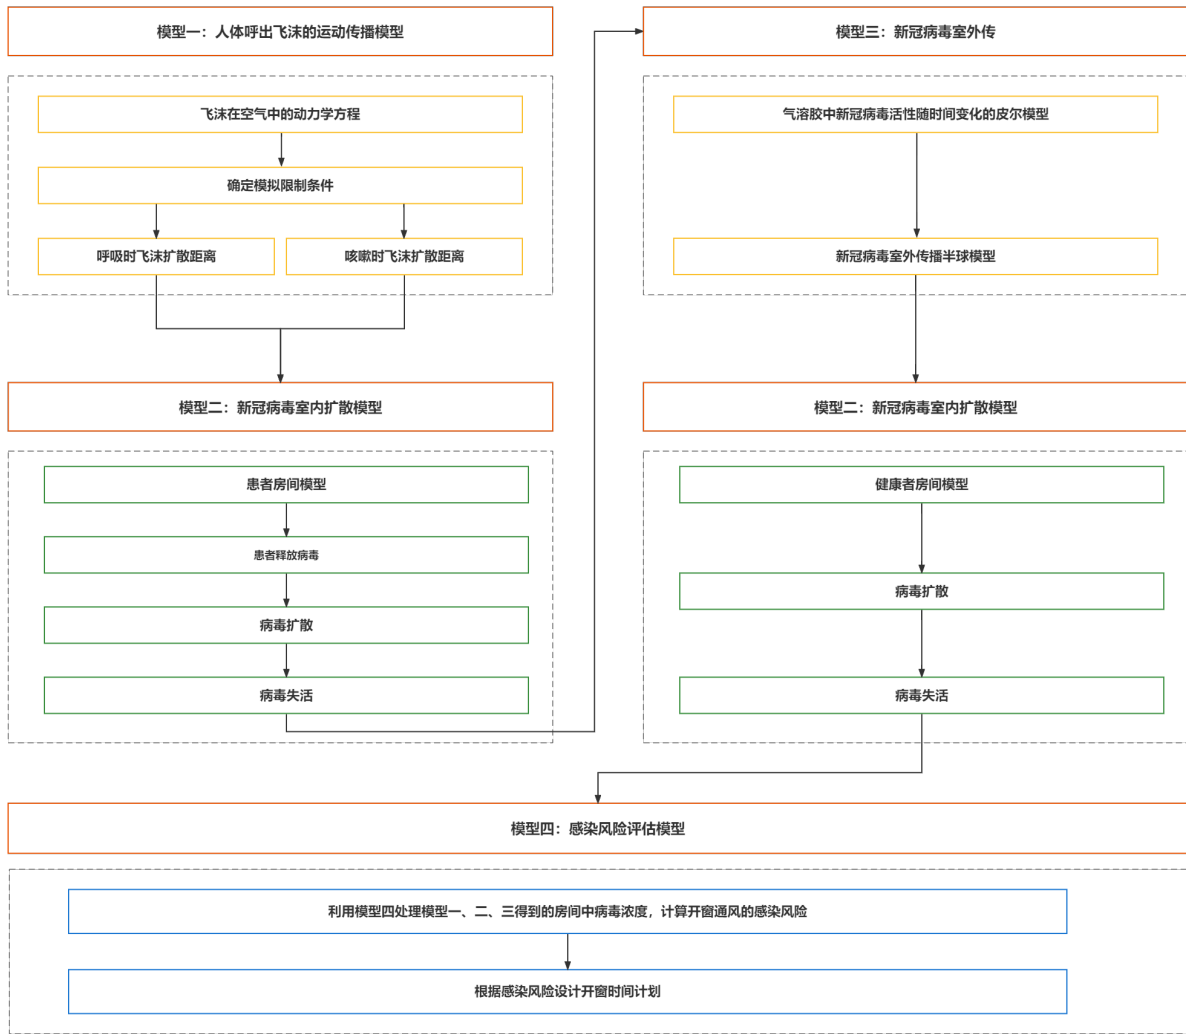 模型一：人体呼出飞沫的运动传播模型
飞沫在空气中的动力学方程
确定模拟限制条件
呼吸时飞沫扩散距离
咳嗽时飞沫扩散距离
模型二：新冠病毒室内扩散模型
患者房间模型
患者释放病毒
病毒扩散
病毒失活
模型三：新冠病毒室外传
气溶胶中新冠病毒活性随时间变化的皮尔模型
新冠病毒室外传播半球模型
模型二：新冠病毒室内扩散模型
健康者房间模型
病毒扩散
病毒失活
模型四：感染风险评估模型
利用模型四处理模型一、二、三得到的房间中病毒浓度，计算开窗通风的感染风险
根据感染风险设计开窗时间计划